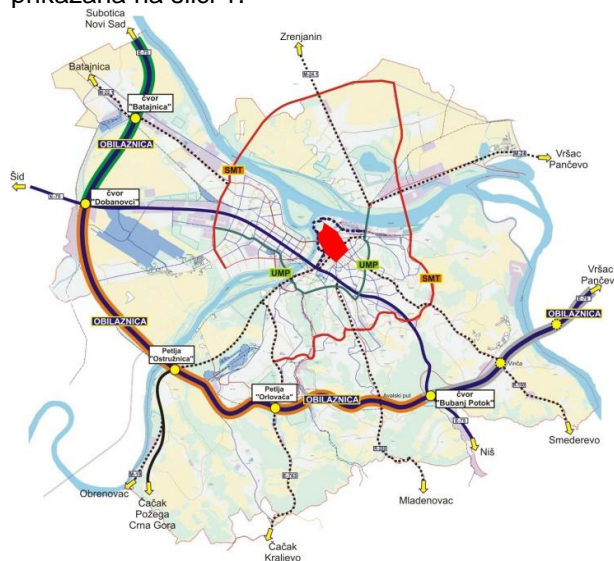 prikazana na slici 1.
Subotica
Novi Sad
Zrenjanin
Batajnica
čvor
"Batajnica"
OBILAZNICA
Šid
čvor
"Dobanovci"
SMT
Vršac
Pančevo
UMP
UMP
SMT
Vršac
Pančevo
OBILAZNICA
OBILAZNICA
Petlja
"Ostružnica"
Petlja
"Orlovača"
OBILAZNICA
Avalski put
čvor
"Bubanj Potok"
Vinča
Smederevo
Niš
Obrenovac
Čačak
Požega
Crna Gora
Mladenovac
Čačak
Kraljevo